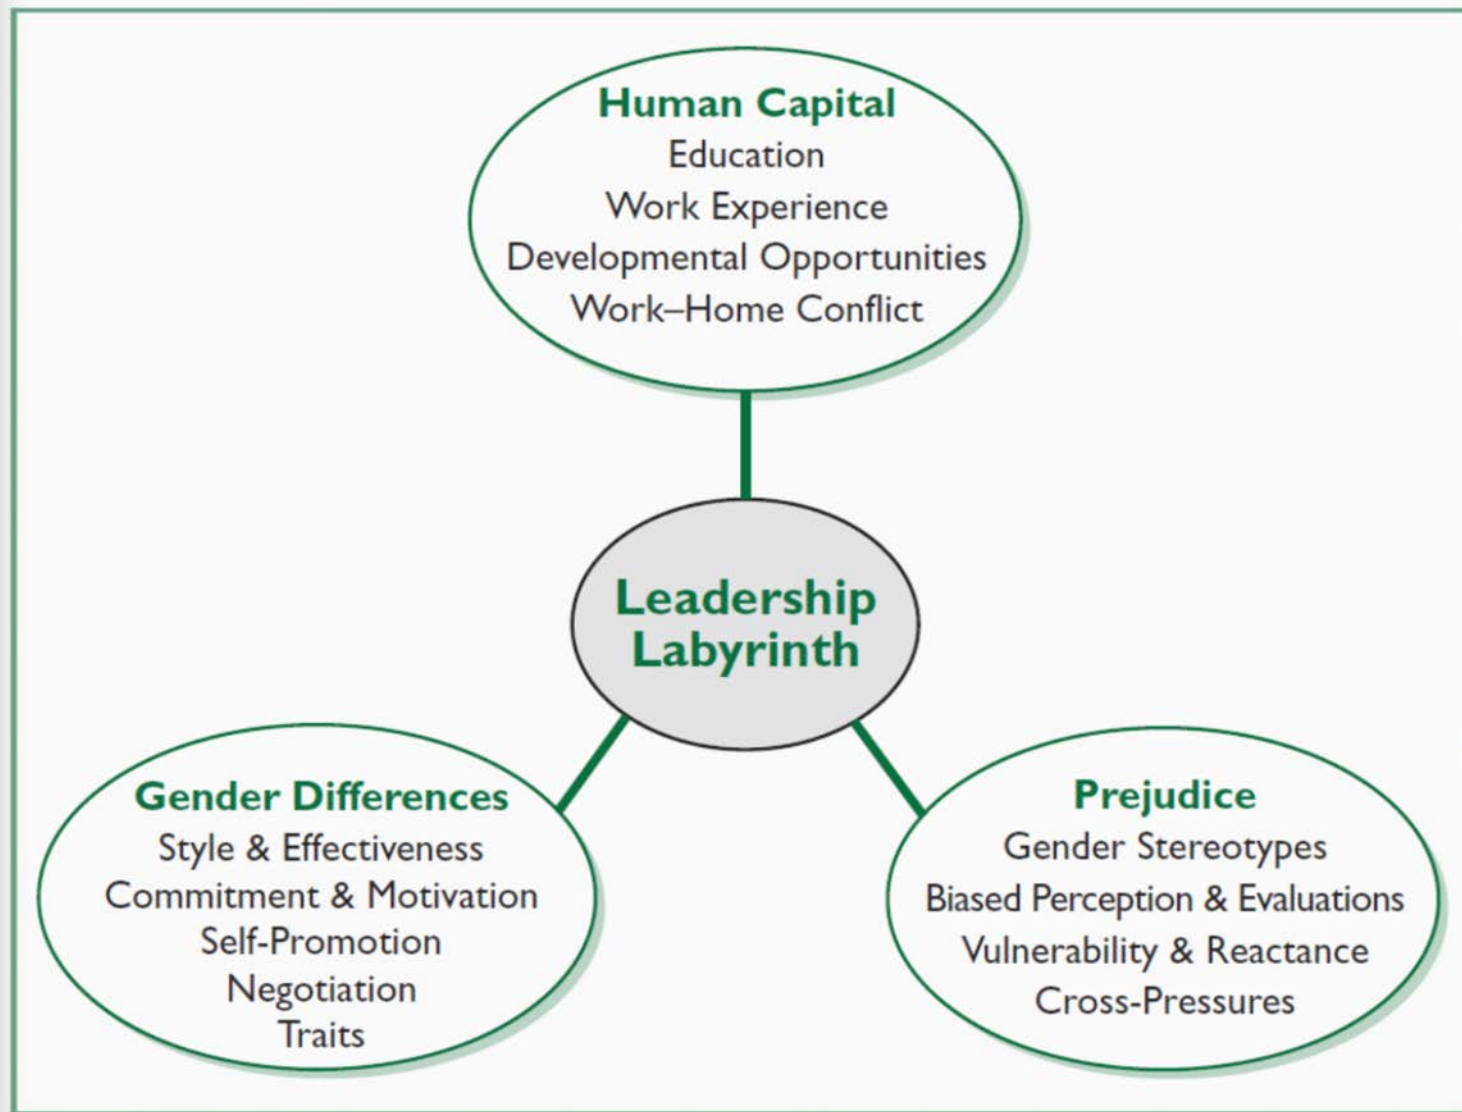 Human Capital
Education
Work Experience
Developmental Opportunities
Work–Home Conflict
Leadership
Labyrinth
Gender Differences
Style & Effectiveness
Commitment & Motivation
Self-Promotion
Negotiation
Traits
Prejudice
Gender Stereotypes
Biased Perception & Evaluations
Vulnerability & Reactance
Cross-Pressures